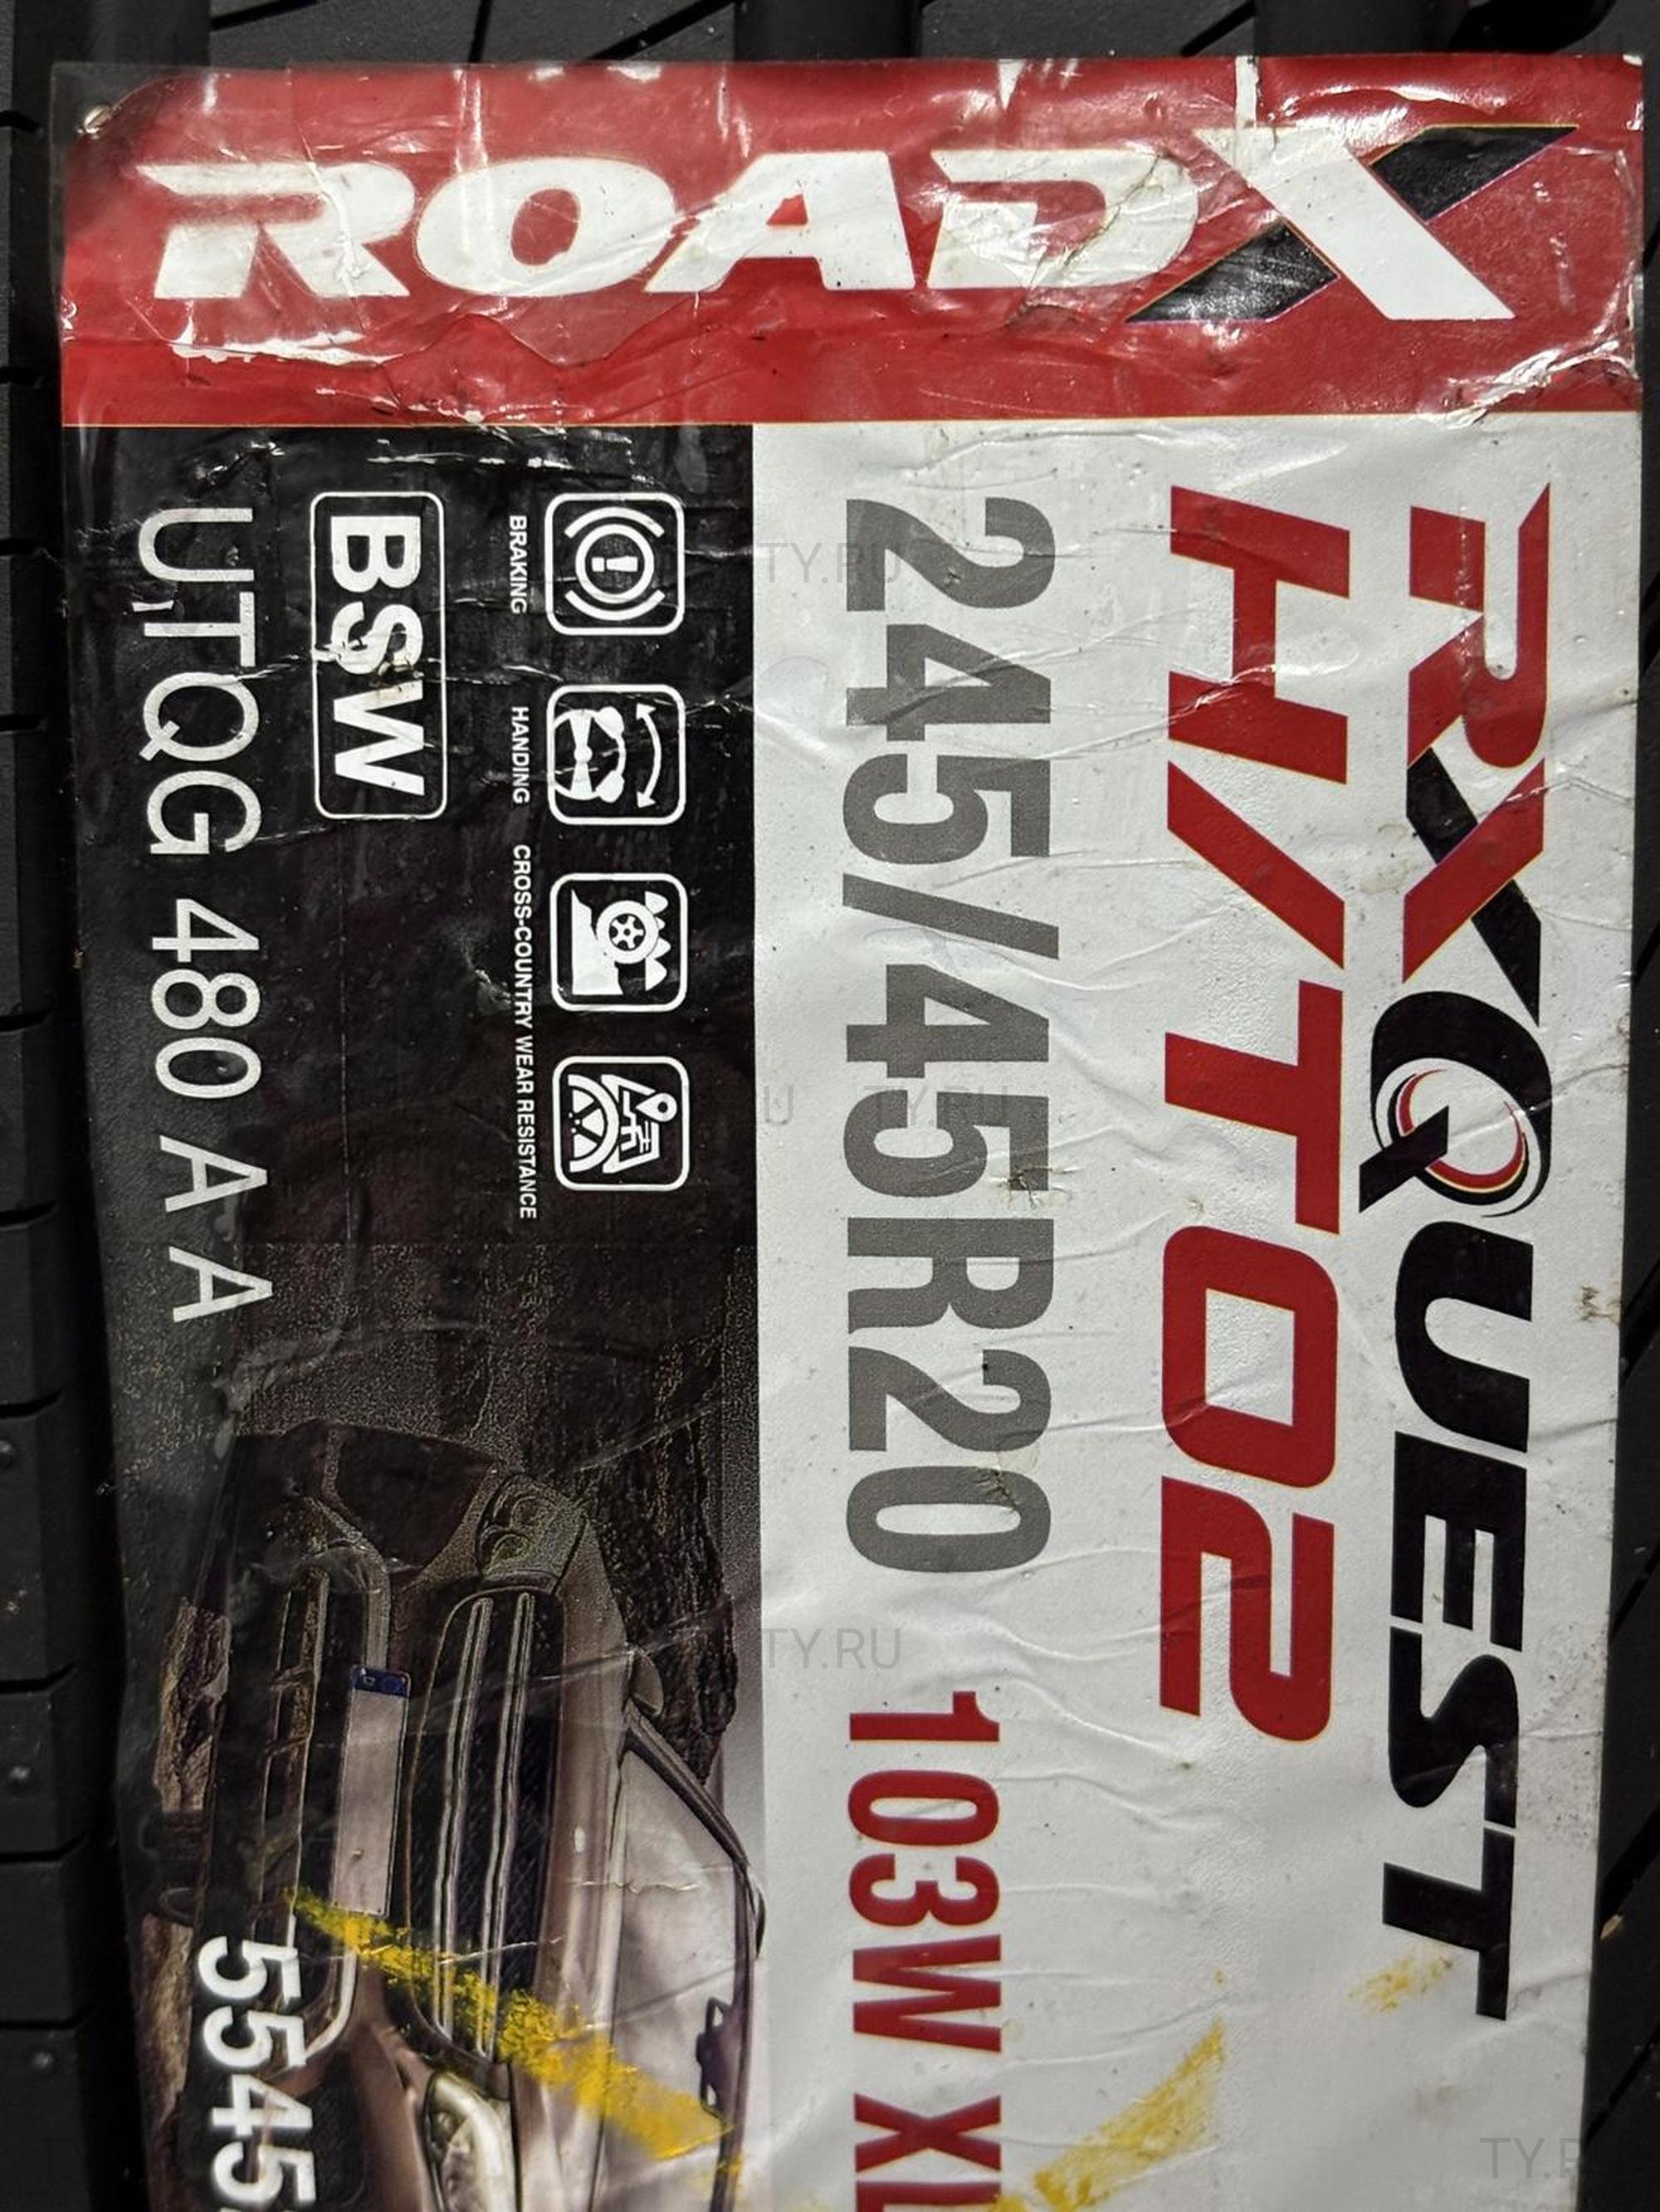 ROADX
RXQUEST
H/T02
245/45R20 103W XL
BRAKING
HANDING
CROSS-COUNTRY WEAR RESISTANCE
BSW
UTQG 480 A A
5545
TY.RU
TY.RU
TY.RU